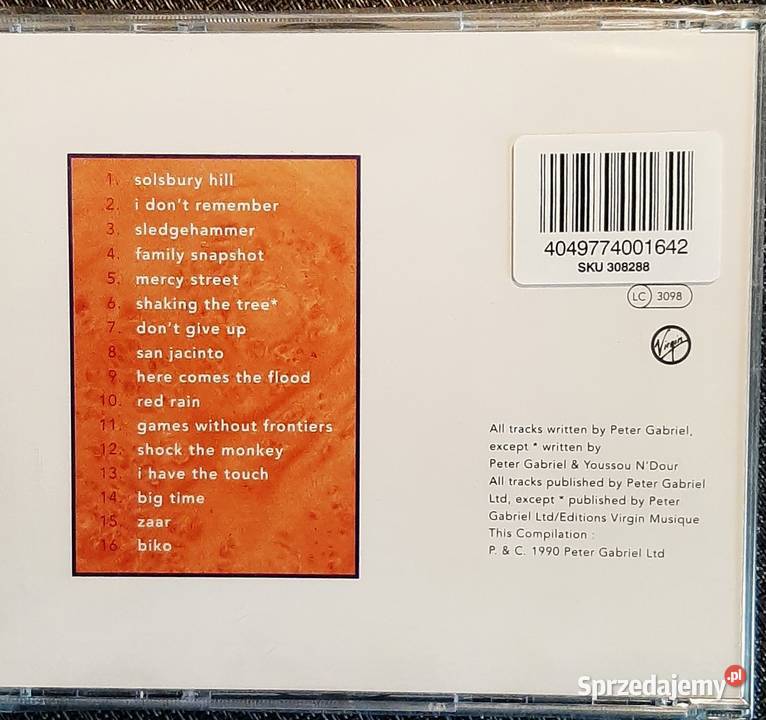 1. solsbury hill
2. i don't remember
3. sledgehammer
4. family snapshot
5. mercy street
6. shaking the tree*
7. don't give up
8. san jacinto
9. here comes the flood
10. red rain
11. games without frontiers
12. shock the monkey
13. i have the touch
14. big time
15. zaar
16. biko
4049774001642
SKU 308288
LC 3098
Virgin
All tracks written by Peter Gabriel,
except * written by
Peter Gabriel & Youssou N'Dour
All tracks published by Peter Gabriel
Ltd, except * published by Peter
Gabriel Ltd/Editions Virgin Musique
This Compilation :
P. & C. 1990 Peter Gabriel Ltd
Sprzedajemy.pl